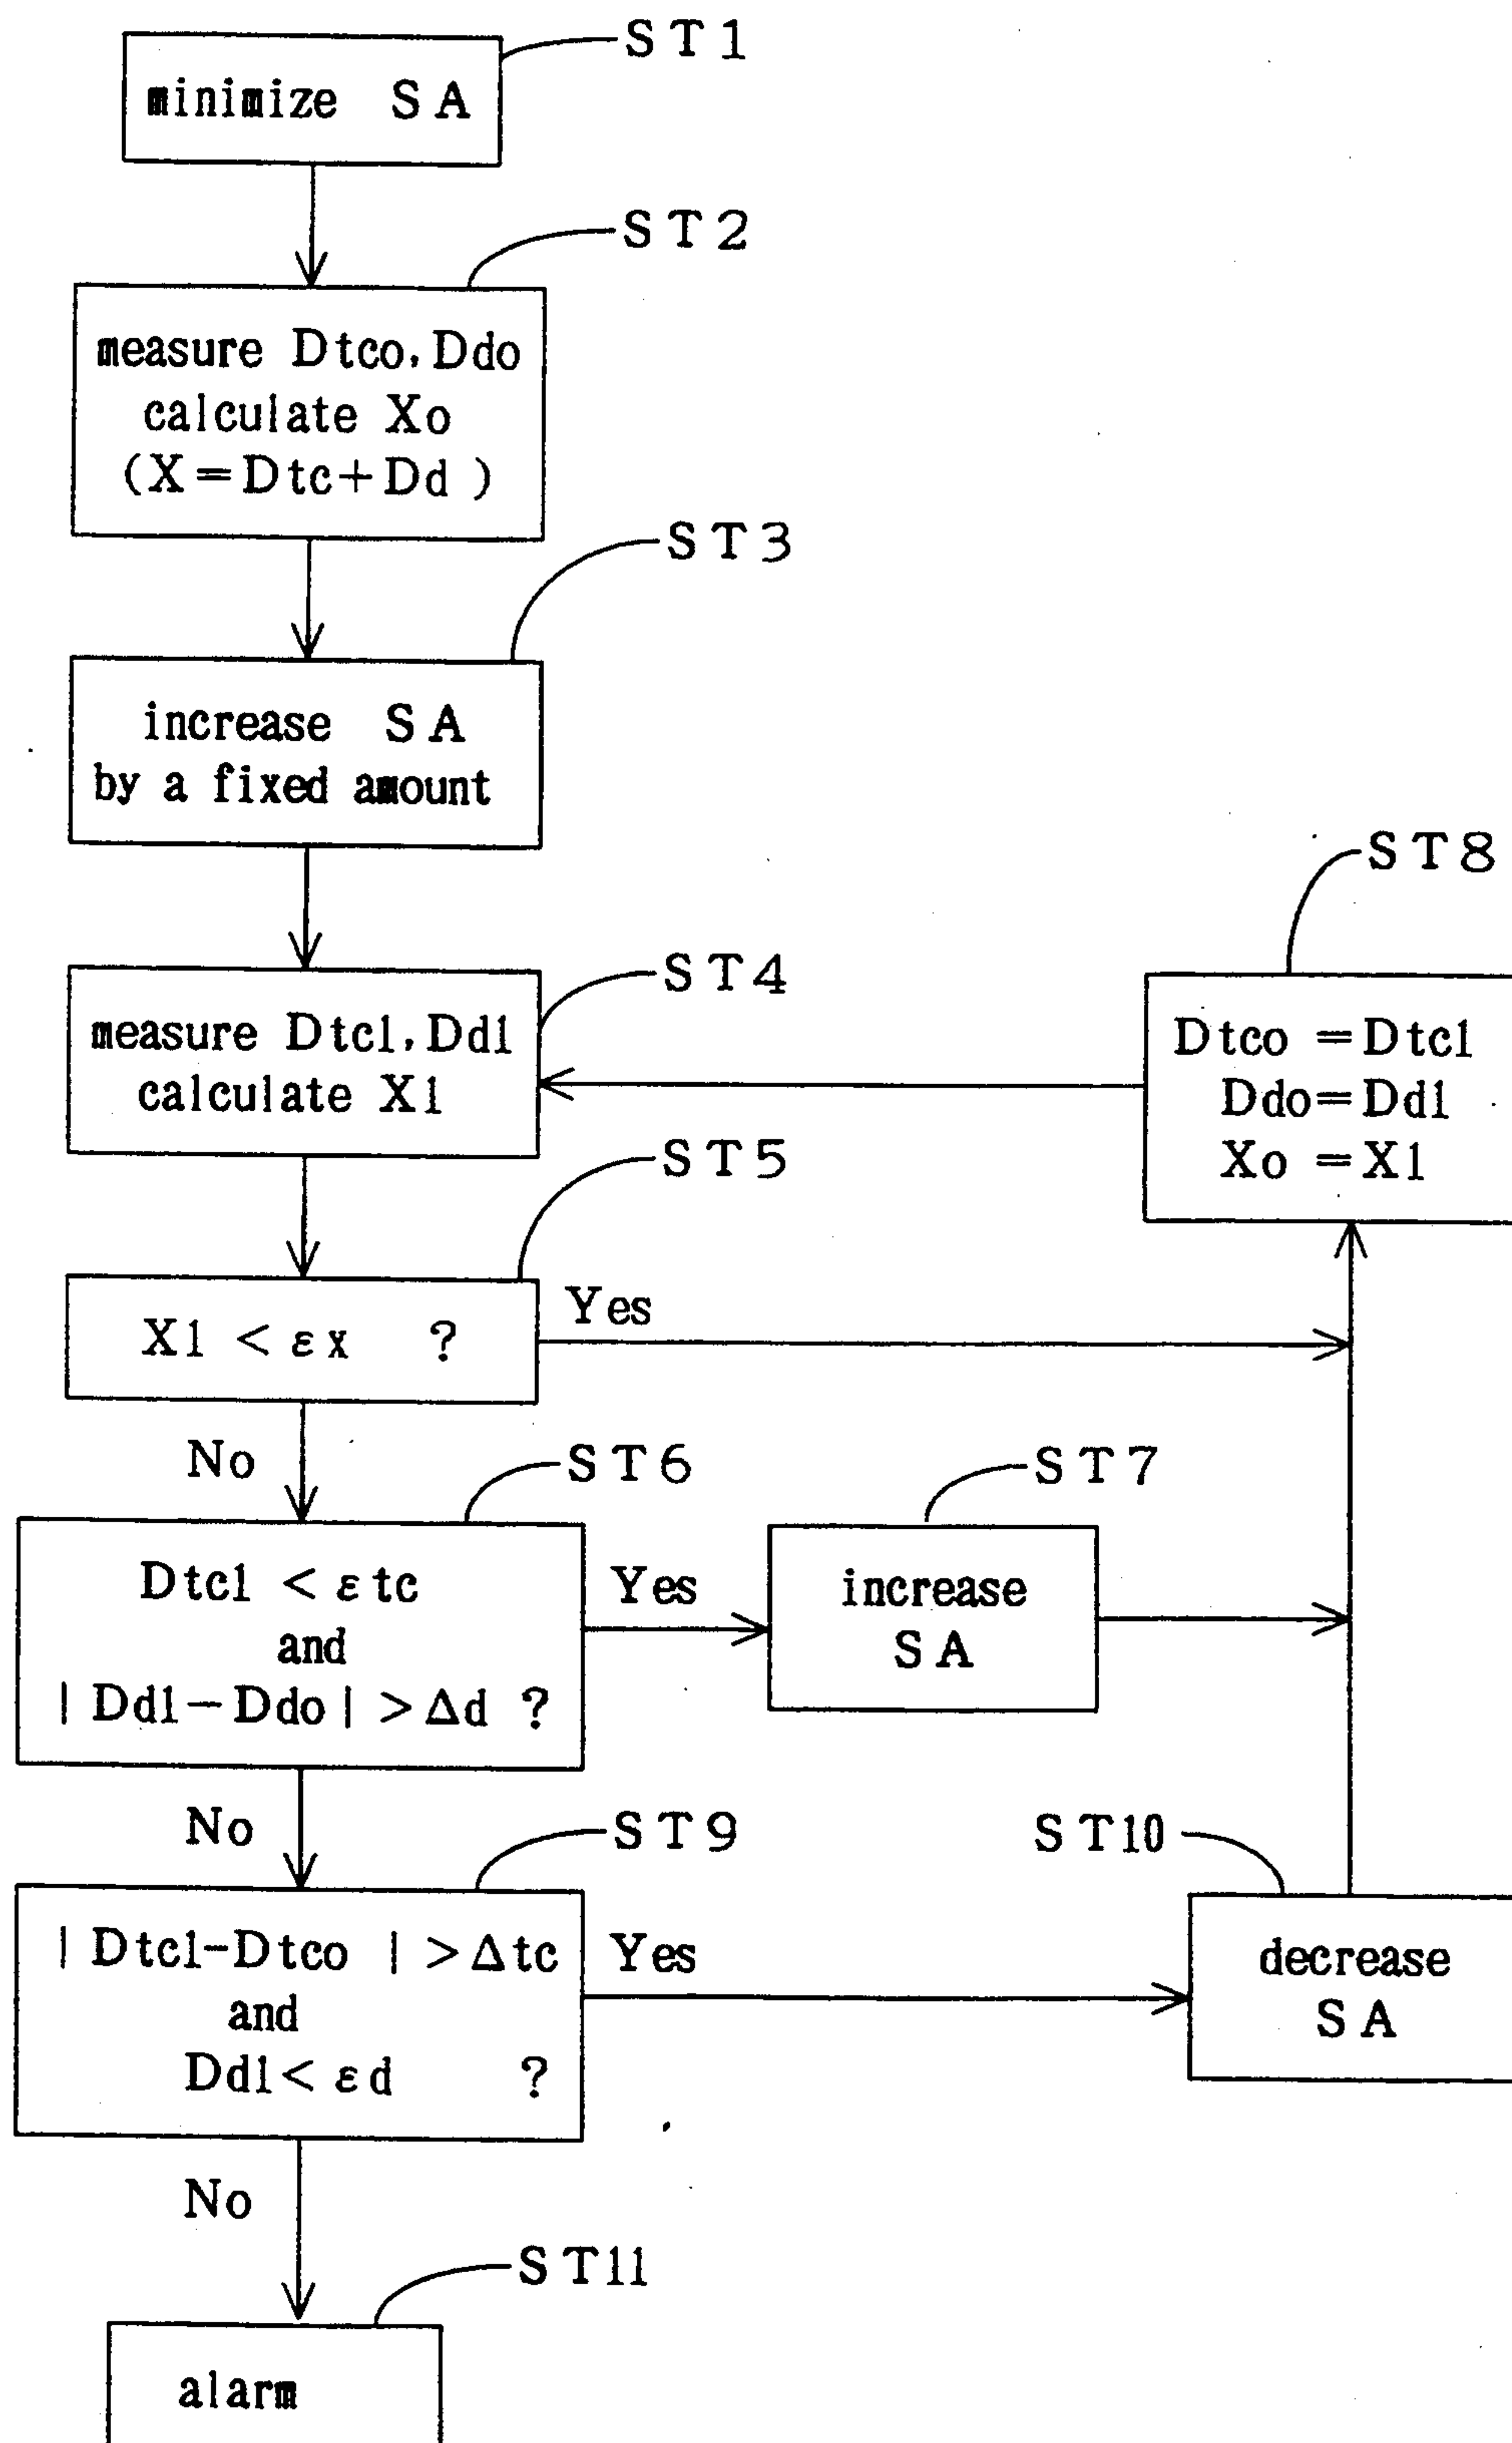 ST1
minimize SA
ST2
measure Dtco, Ddo
calculate Xo
(X=Dtc+Dd )
ST3
increase SA
by a fixed amount
ST8
ST4
measure Dtc1, Dd1
calculate X1
Dtco =Dtc1
Ddo=Dd1
Xo =X1
ST5
X1 < εx ?
Yes
No
ST6
ST7
Dtc1 < εtc
and
| Dd1-Ddo | >Δd ?
Yes
increase
SA
No
ST9
ST10
| Dtc1-Dtco | >Δtc
and
Dd1< εd ?
Yes
decrease
SA
No
ST11
alarm